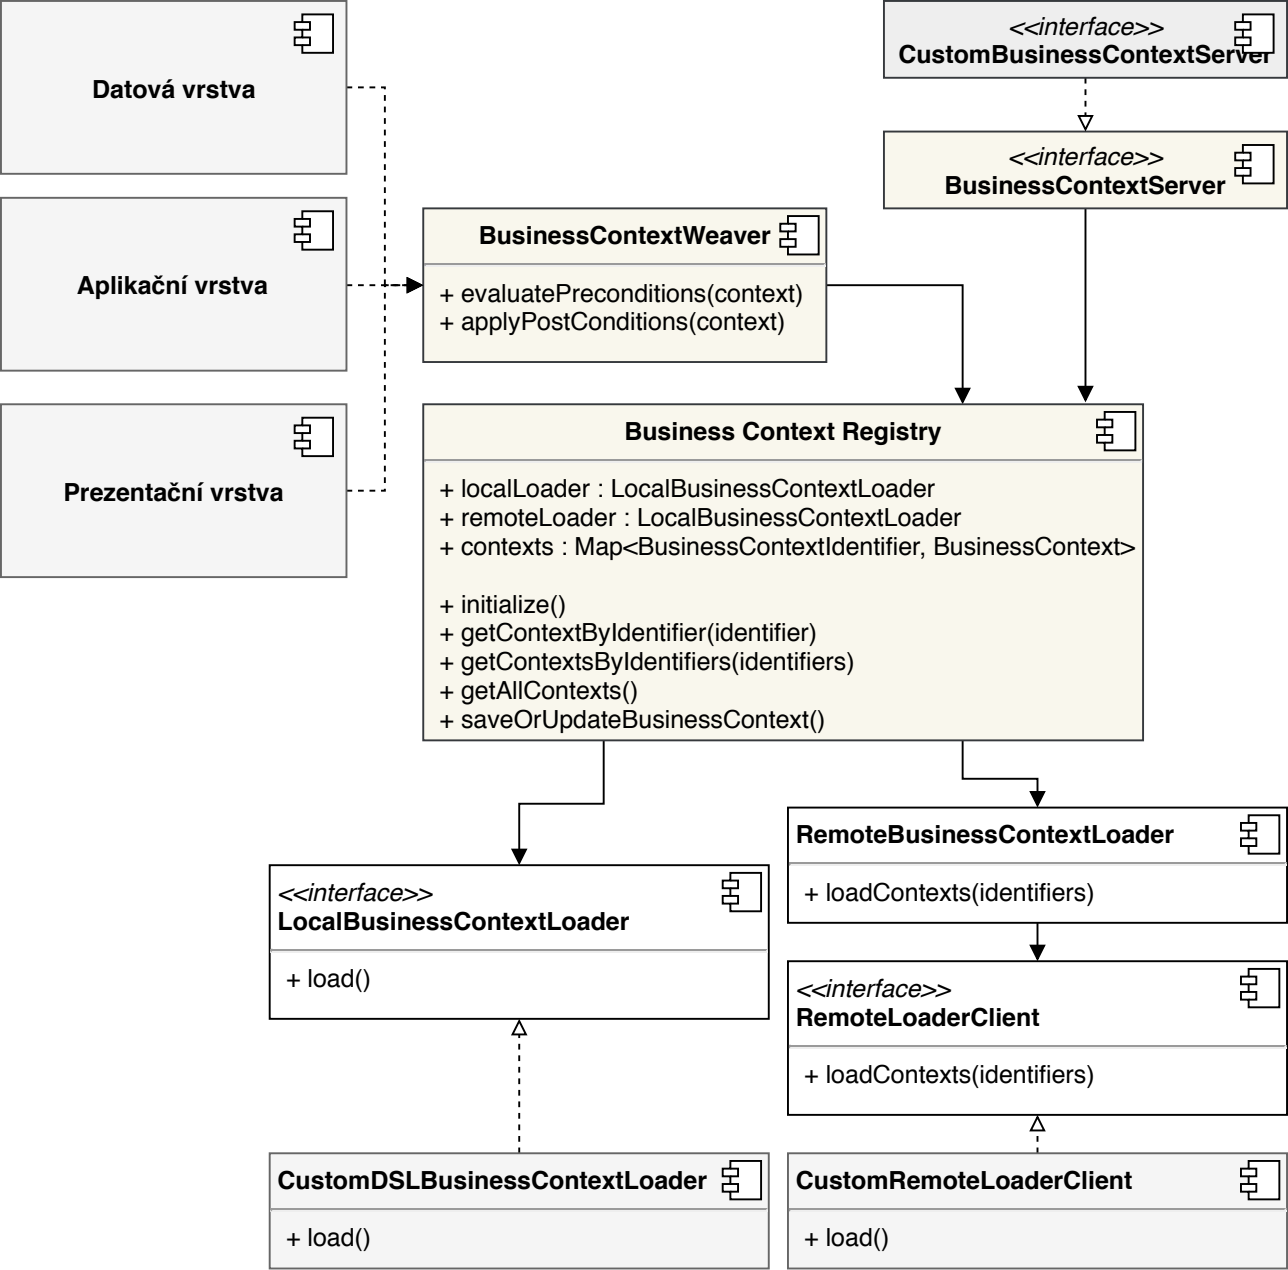 Datová vrstva
Aplikační vrstva
Prezentační vrstva
<<interface>>
CustomBusinessContextServer
<<interface>>
BusinessContextServer
BusinessContextWeaver
+ evaluatePreconditions(context)
+ applyPostConditions(context)
Business Context Registry
+ localLoader : LocalBusinessContextLoader
+ remoteLoader : LocalBusinessContextLoader
+ contexts : Map<BusinessContextIdentifier, BusinessContext>
+ initialize()
+ getContextByIdentifier(identifier)
+ getContextsByIdentifiers(identifiers)
+ getAllContexts()
+ saveOrUpdateBusinessContext()
<<interface>>
LocalBusinessContextLoader
+ load()
RemoteBusinessContextLoader
+ loadContexts(identifiers)
<<interface>>
RemoteLoaderClient
+ loadContexts(identifiers)
CustomDSLBusinessContextLoader
+ load()
CustomRemoteLoaderClient
+ load()